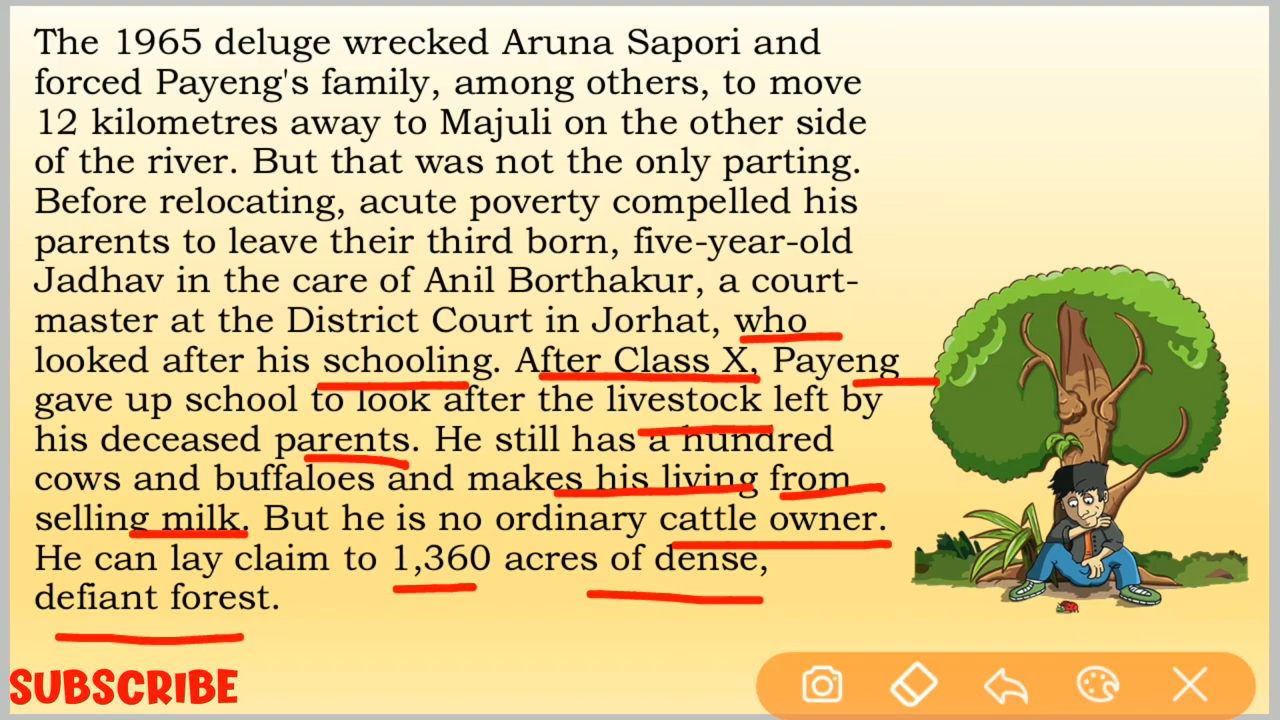 The 1965 deluge wrecked Aruna Sapori and
forced Payeng's family, among others, to move
12 kilometres away to Majuli on the other side
of the river. But that was not the only parting.
Before relocating, acute poverty compelled his
parents to leave their third born, five-year-old
Jadhav in the care of Anil Borthakur, a court-
master at the District Court in Jorhat, who
looked after his schooling. After Class X, Payeng
gave up school to look after the livestock left by
his deceased parents. He still has a hundred
cows and buffaloes and makes his living from
selling milk. But he is no ordinary cattle owner.
He can lay claim to 1,360 acres of dense,
defiant forest.
SUBSCRIBE